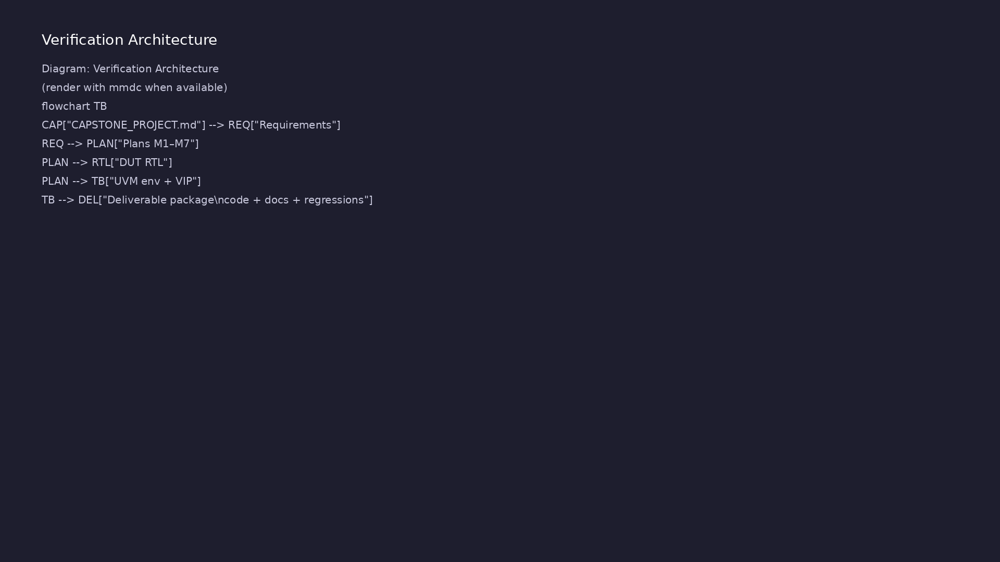 Verification Architecture
Diagram: Verification Architecture
(render with mmdc when available)
flowchart TB
CAP["CAPSTONE_PROJECT.md"] --> REQ["Requirements"]
REQ --> PLAN["Plans M1–M7"]
PLAN --> RTL["DUT RTL"]
PLAN --> TB["UVM env + VIP"]
TB --> DEL["Deliverable package\ncode + docs + regressions"]